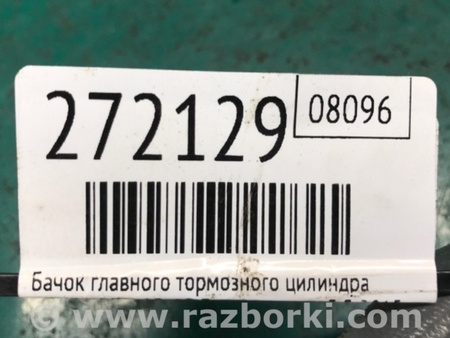 272129
08096
Бачок главного тормозного цилиндра
www.razborki.com